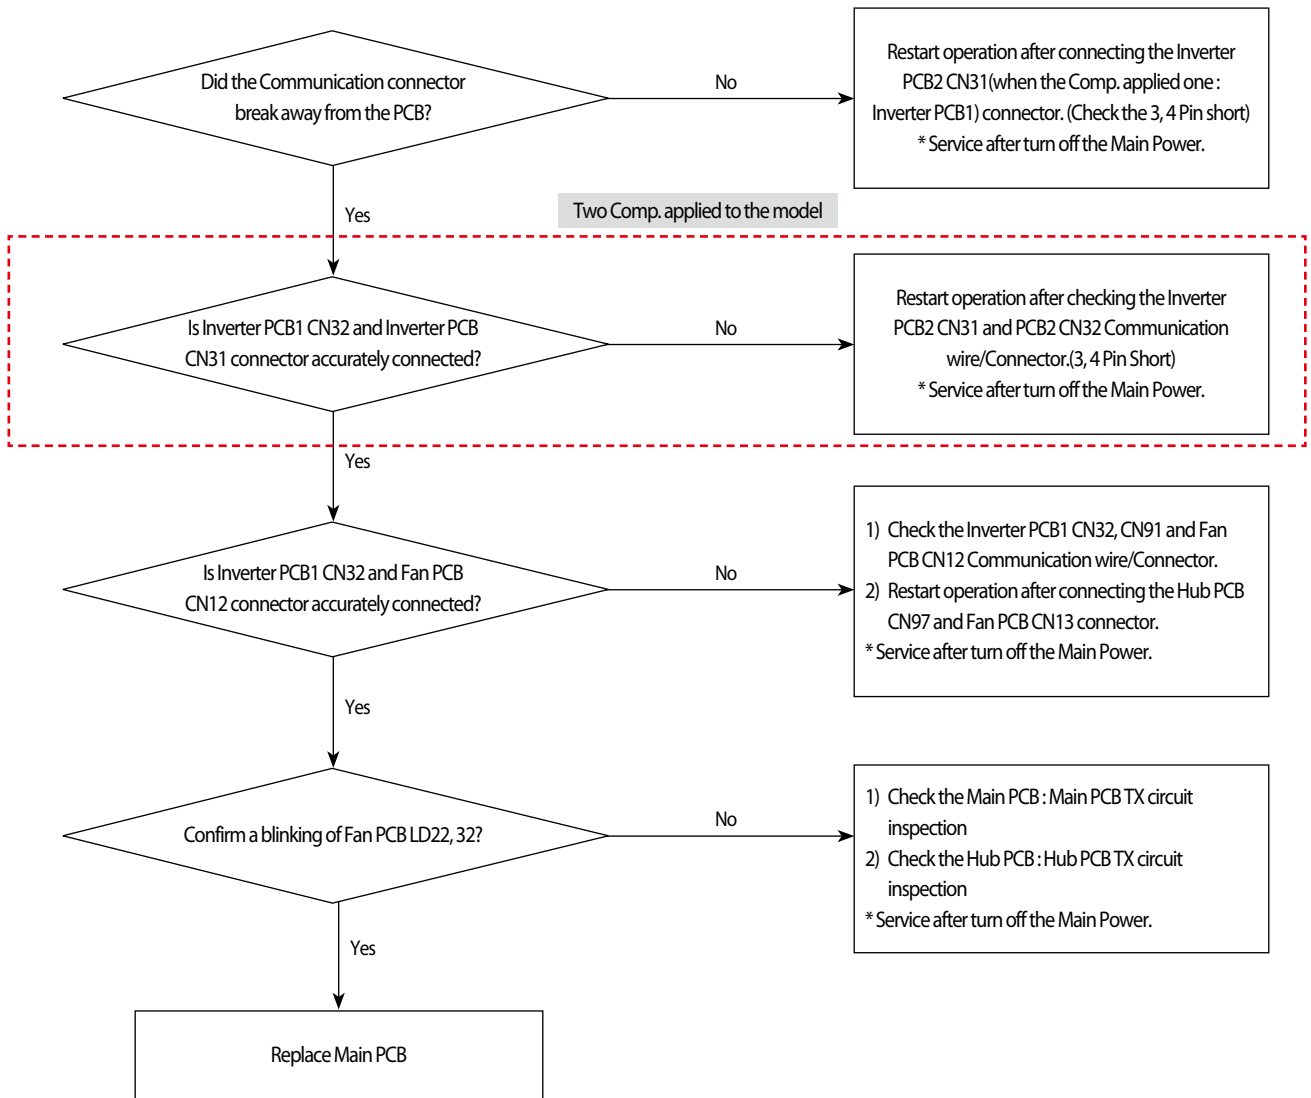 Did the Communication connector
break away from the PCB?
No
Restart operation after connecting the Inverter
PCB2 CN31(when the Comp. applied one :
Inverter PCB1) connector. (Check the 3, 4 Pin short)
* Service after turn off the Main Power.
Yes
Two Comp. applied to the model
Is Inverter PCB1 CN32 and Inverter PCB
CN31 connector accurately connected?
No
Restart operation after checking the Inverter
PCB2 CN31 and PCB2 CN32 Communication
wire/Connector.(3, 4 Pin Short)
* Service after turn off the Main Power.
Yes
Is Inverter PCB1 CN32 and Fan PCB
CN12 connector accurately connected?
No
1) Check the Inverter PCB1 CN32, CN91 and Fan
PCB CN12 Communication wire/Connector.
2) Restart operation after connecting the Hub PCB
CN97 and Fan PCB CN13 connector.
* Service after turn off the Main Power.
Yes
Confirm a blinking of Fan PCB LD22, 32?
No
1) Check the Main PCB : Main PCB TX circuit
inspection
2) Check the Hub PCB : Hub PCB TX circuit
inspection
* Service after turn off the Main Power.
Yes
Replace Main PCB